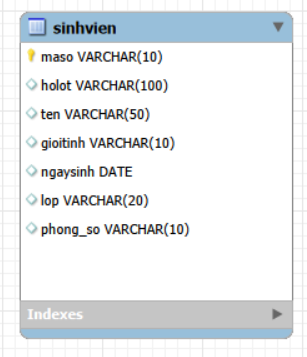 sinhvien
maso VARCHAR(10)
holot VARCHAR(100)
ten VARCHAR(50)
gioitinh VARCHAR(10)
ngaysinh DATE
lop VARCHAR(20)
phong_so VARCHAR(10)
Indexes